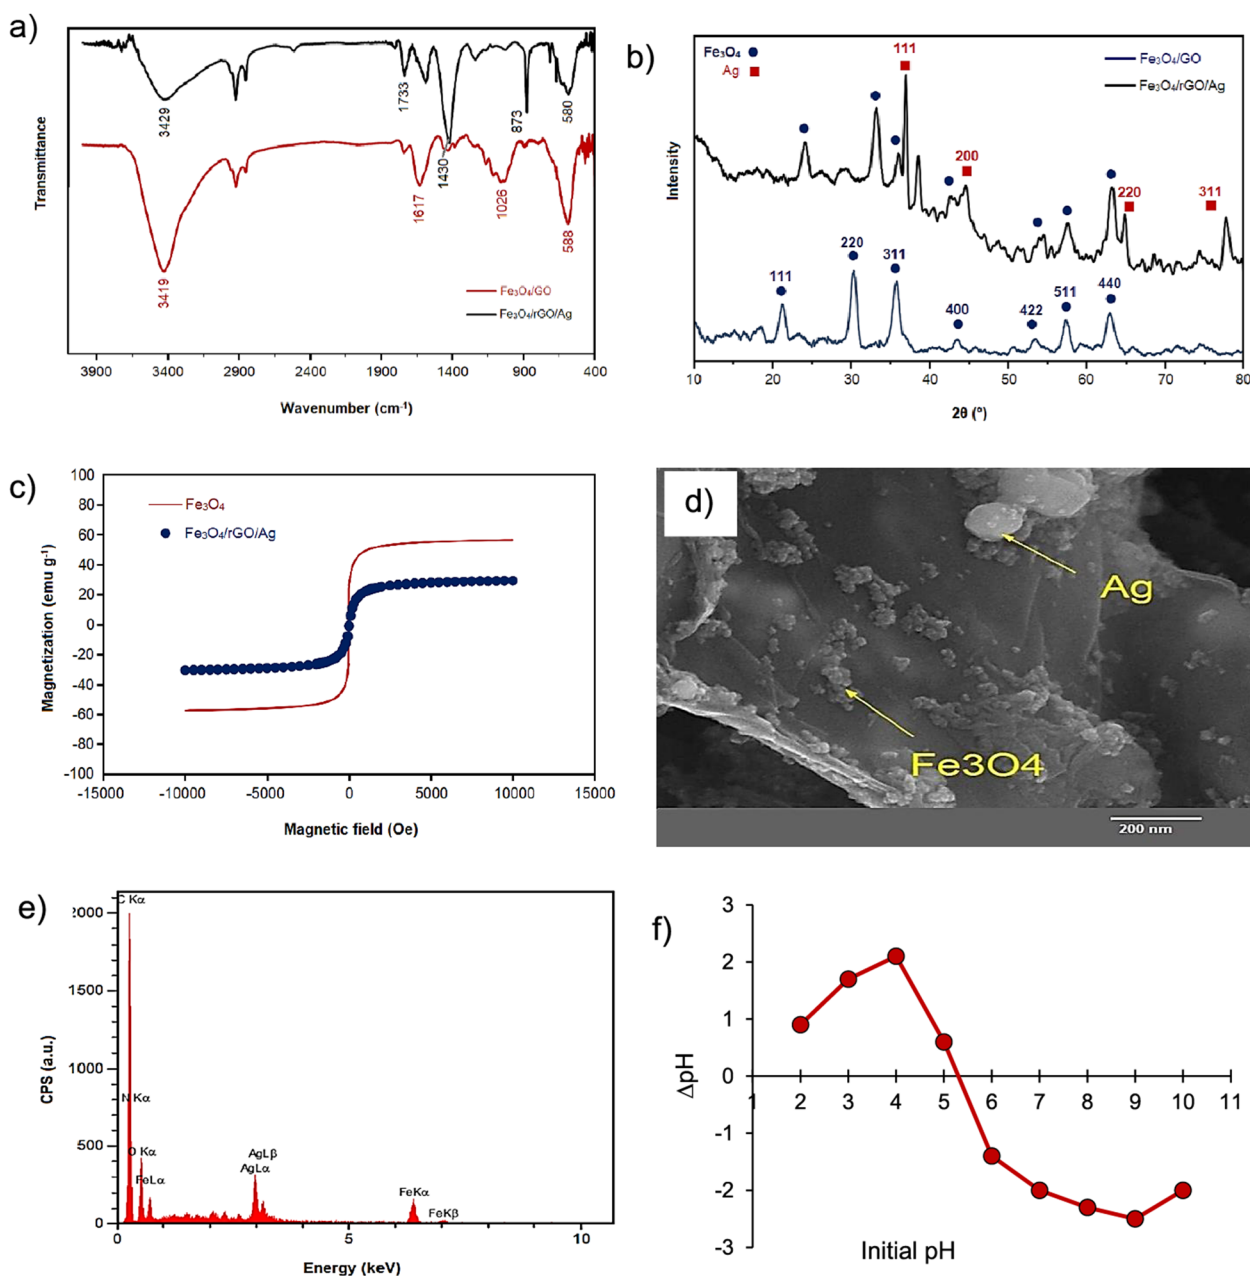 a)
Transmittance
3429
1733
1430
873
580
3419
1617
1026
588
Fe₃O₄/GO
Fe₃O₄/rGO/Ag
3900 3400 2900 2400 1900 1400 900 400
Wavenumber (cm⁻¹)
b)
Fe₃O₄
Ag
Fe₃O₄/GO
Fe₃O₄/rGO/Ag
111
200
220
311
111
220
311
400
422
511
440
Intensity
10 20 30 40 50 60 70 80
2θ (°)
c)
100
80
60
40
20
0
-20
-40
-60
-80
-100
Fe₃O₄
Fe₃O₄/rGO/Ag
Magnetization (emu g⁻¹)
-15000 -10000 -5000 0 5000 10000 15000
Magnetic field (Oe)
d)
Ag
Fe3O4
200 nm
e)
C Kα
2000
1500
1000
500
0
N Kα
O Kα
FeLα
AgLβ
AgLα
FeKα
FeKβ
CPS (a.u.)
0 5 10
Energy (keV)
f)
3
2
1
0
-1
-2
-3
ΔpH
1 2 3 4 5 6 7 8 9 10 11
Initial pH